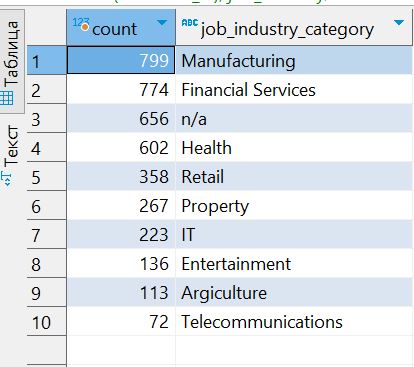 Таблица
Текст
123 count ABC job_industry_category
1 799 Manufacturing
2 774 Financial Services
3 656 n/a
4 602 Health
5 358 Retail
6 267 Property
7 223 IT
8 136 Entertainment
9 113 Argiculture
10 72 Telecommunications